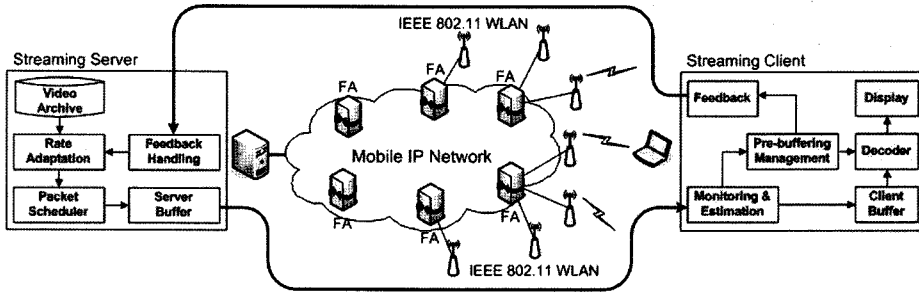 IEEE 802.11 WLAN
Streaming Server
Video
Archive
Rate
Adaptation
Feedback
Handling
Packet
Scheduler
Server
Buffer
FA
FA
FA
Mobile IP Network
FA
FA
FA
IEEE 802.11 WLAN
Streaming Client
Feedback
Display
Pre-buffering
Management
Decoder
Monitoring &
Estimation
Client
Buffer